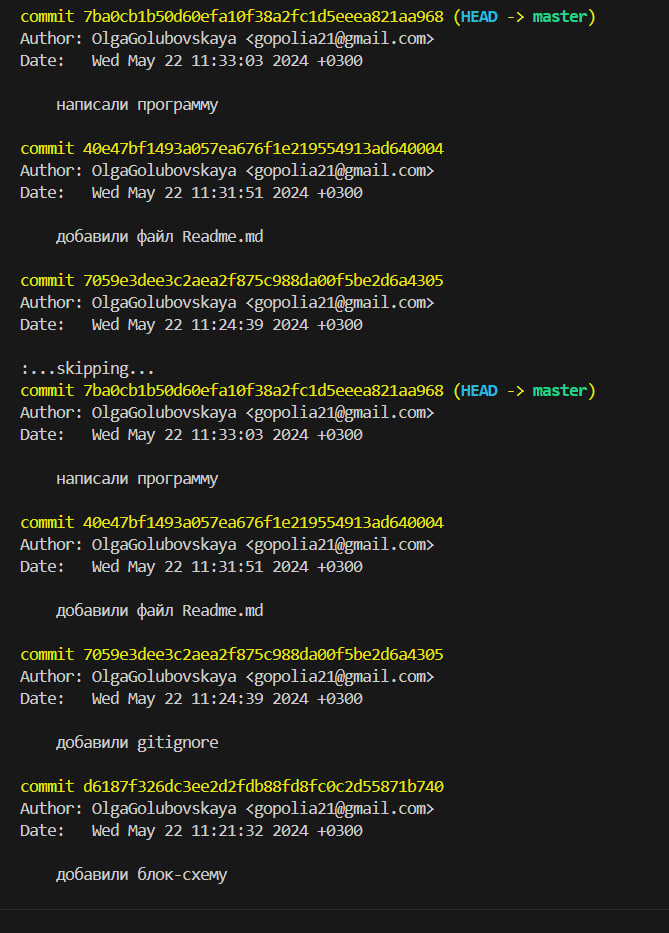 commit 7ba0cb1b50d60efa10f38a2fc1d5eeea821aa968 (HEAD -> master)
Author: OlgaGolubovskaya <gopolia21@gmail.com>
Date:   Wed May 22 11:33:03 2024 +0300
написали программу
commit 40e47bf1493a057ea676f1e219554913ad640004
Author: OlgaGolubovskaya <gopolia21@gmail.com>
Date:   Wed May 22 11:31:51 2024 +0300
добавили файл Readme.md
commit 7059e3dee3c2aea2f875c988da00f5be2d6a4305
Author: OlgaGolubovskaya <gopolia21@gmail.com>
Date:   Wed May 22 11:24:39 2024 +0300
:...skipping...
commit 7ba0cb1b50d60efa10f38a2fc1d5eeea821aa968 (HEAD -> master)
Author: OlgaGolubovskaya <gopolia21@gmail.com>
Date:   Wed May 22 11:33:03 2024 +0300
написали программу
commit 40e47bf1493a057ea676f1e219554913ad640004
Author: OlgaGolubovskaya <gopolia21@gmail.com>
Date:   Wed May 22 11:31:51 2024 +0300
добавили файл Readme.md
commit 7059e3dee3c2aea2f875c988da00f5be2d6a4305
Author: OlgaGolubovskaya <gopolia21@gmail.com>
Date:   Wed May 22 11:24:39 2024 +0300
добавили gitignore
commit d6187f326dc3ee2d2fdb88fd8fc0c2d55871b740
Author: OlgaGolubovskaya <gopolia21@gmail.com>
Date:   Wed May 22 11:21:32 2024 +0300
добавили блок-схему